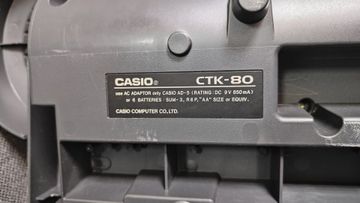 CASIO® CTK-80
USE AC ADAPTOR only CASIO AD-5 (RATING: DC 9V 850mA)
or 6 BATTERIES: SUM-3, R6P, "AA" SIZE or EQUIV.
CASIO COMPUTER CO., LTD.